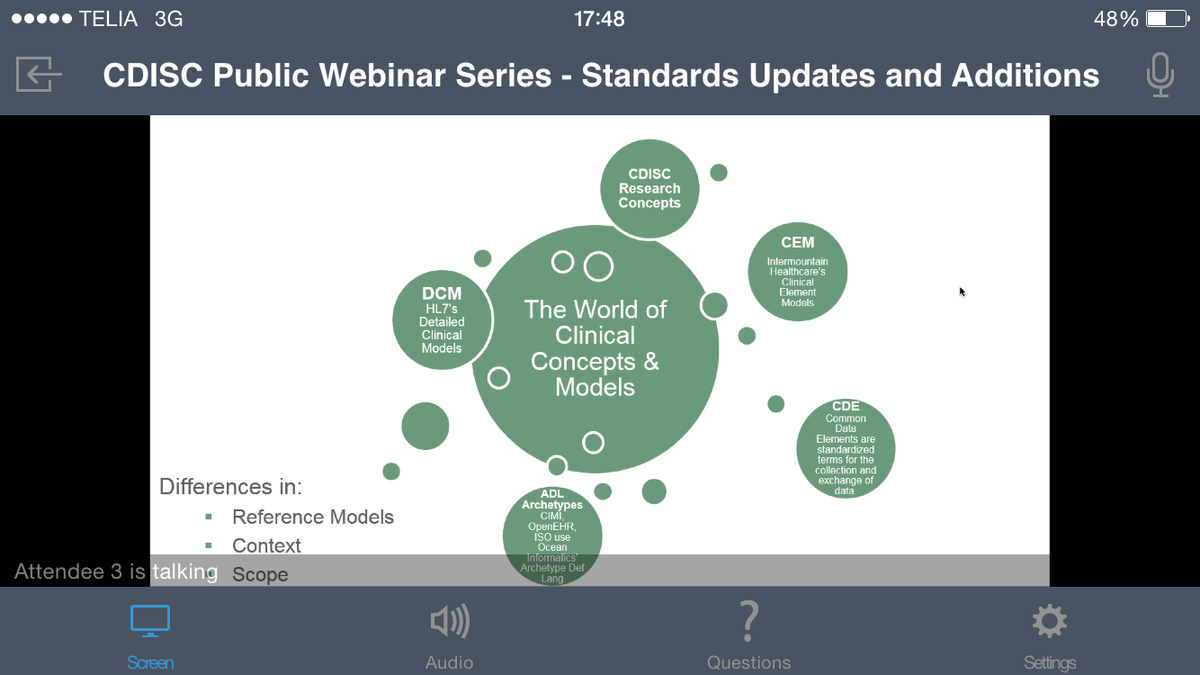 TELIA 3G
17:48
48%
CDISC Public Webinar Series - Standards Updates and Additions
CDISC
Research
Concepts
CEM
Intermountain
Healthcare's
Clinical
Element
Models
DCM
HL7's
Detailed
Clinical
Models
The World of
Clinical
Concepts &
Models
CDE
Common
Data
Elements are
standardized
terms for the
collection and
exchange of
data
ADL
Archetypes
CIMI,
OpenEHR,
ISO use
Ocean
Informatics'
Archetype Def
Lang
Differences in:
▪ Reference Models
▪ Context
▪ Scope
Attendee 3 is talking
Screen
Audio
Questions
Settings